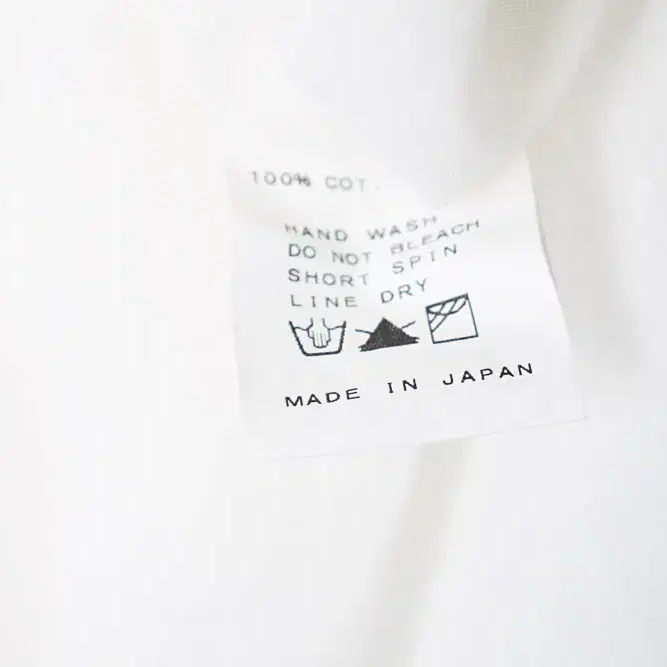 100% COT.
HAND WASH
DO NOT BLEACH
SHORT SPIN
LINE DRY
MADE IN JAPAN